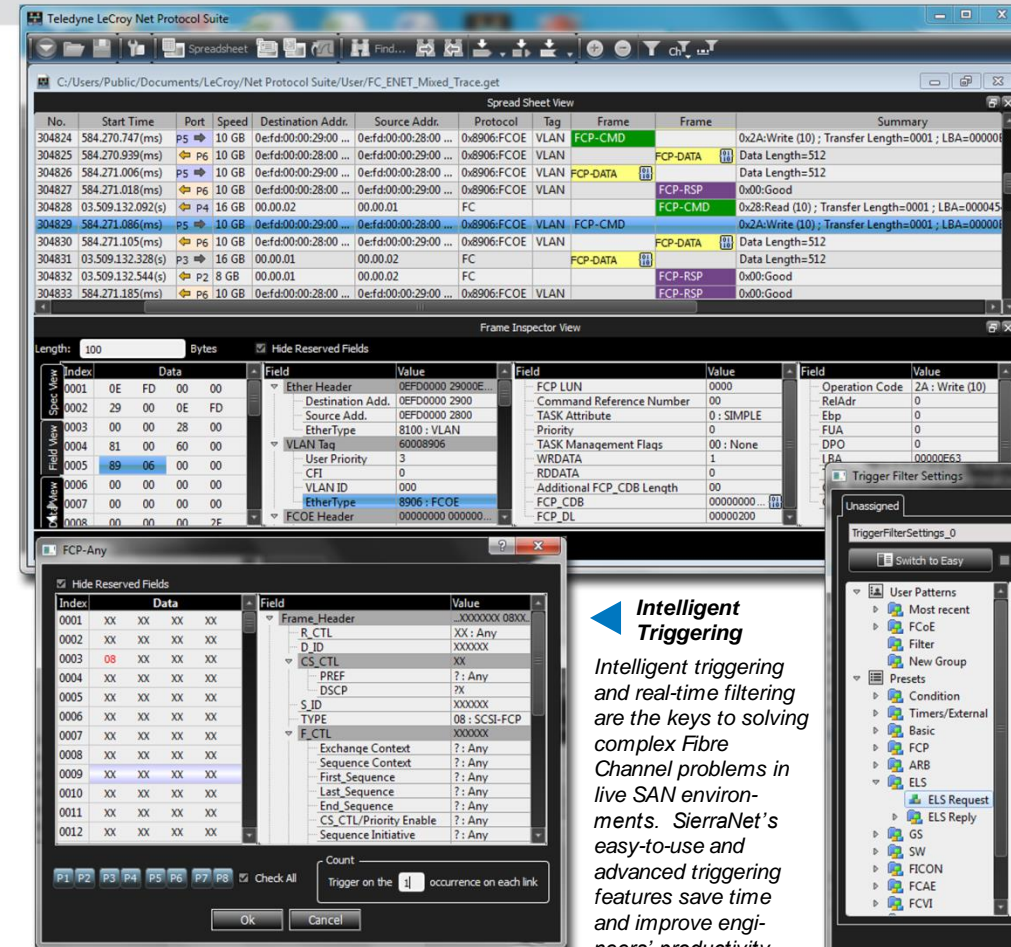 Teledyne LeCroy Net Protocol Suite
Spreadsheet Find...
C:/Users/Public/Documents/LeCroy/Net Protocol Suite/User/FC_ENET_Mixed_Trace.get
Spread Sheet View
No. Start Time Port Speed Destination Addr. Source Addr. Protocol Tag Frame Frame Summary
304824 584.270.747(ms) P5 10 GB 0e:fd:00:00:29:00 ... 0e:fd:00:00:28:00 ... 0x8906:FCOE VLAN FCP-CMD 0x2A:Write (10) ; Transfer Length=0001 ; LBA=00000E
304825 584.270.939(ms) P6 10 GB 0e:fd:00:00:28:00 ... 0e:fd:00:00:29:00 ... 0x8906:FCOE VLAN FCP-DATA Data Length=512
304826 584.271.006(ms) P5 10 GB 0e:fd:00:00:29:00 ... 0e:fd:00:00:28:00 ... 0x8906:FCOE VLAN FCP-DATA Data Length=512
304827 584.271.018(ms) P6 10 GB 0e:fd:00:00:28:00 ... 0e:fd:00:00:29:00 ... 0x8906:FCOE VLAN FCP-RSP 0x00:Good
304828 03.509.132.092(s) P4 16 GB 00.00.02 00.00.01 FC FCP-CMD 0x28:Read (10) ; Transfer Length=0001 ; LBA=000045
304829 584.271.086(ms) P5 10 GB 0e:fd:00:00:29:00 ... 0e:fd:00:00:28:00 ... 0x8906:FCOE VLAN FCP-CMD 0x2A:Write (10) ; Transfer Length=0001 ; LBA=00000E
304830 584.271.105(ms) P6 10 GB 0e:fd:00:00:28:00 ... 0e:fd:00:00:29:00 ... 0x8906:FCOE VLAN FCP-DATA Data Length=512
304831 03.509.132.328(s) P3 16 GB 00.00.01 00.00.02 FC FCP-DATA Data Length=512
304832 03.509.132.544(s) P2 8 GB 00.00.01 00.00.02 FC FCP-RSP 0x00:Good
304833 584.271.185(ms) P6 10 GB 0e:fd:00:00:28:00 ... 0e:fd:00:00:29:00 ... 0x8906:FCOE VLAN FCP-RSP 0x00:Good
Frame Inspector View
Length: 100 Bytes Hide Reserved Fields
Spec View
Field View
Data View
Index Data
0001 0E FD 00 00
0002 29 00 0E FD
0003 00 00 28 00
0004 81 00 60 00
0005 89 06 00 00
0006 00 00 00 00
0007 00 00 00 00
0008 00 00 00 2E
Field Value
Ether Header 0EFD0000 29000E...
Destination Add. 0EFD0000 2900
Source Add. 0EFD0000 2800
EtherType 8100 : VLAN
VLAN Tag 60008906
User Priority 3
CFI 0
VLAN ID 000
EtherType 8906 : FCOE
FCOE Header 00000000 000000...
Field Value
FCP LUN 0000
Command Reference Number 00
TASK Attribute 0 : SIMPLE
Priority 0
TASK Management Flags 00 : None
WRDATA 1
RDDATA 0
Additional FCP_CDB Length 00
FCP_CDB 00000000 ...
FCP_DL 00000200
Field Value
Operation Code 2A : Write (10)
RelAdr 0
Ebp 0
FUA 0
DPO 0
LBA 00000E63
FCP-Any
Hide Reserved Fields
Index Data
0001 XX XX XX XX
0002 XX XX XX XX
0003 08 XX XX XX
0004 XX XX XX XX
0005 XX XX XX XX
0006 XX XX XX XX
0007 XX XX XX XX
0008 XX XX XX XX
0009 XX XX XX XX
0010 XX XX XX XX
0011 XX XX XX XX
0012 XX XX XX XX
Field Value
Frame_Header ...XXXXXXX 08XX..
R_CTL XX : Any
D_ID XXXXXX
CS_CTL XX
PREF ? : Any
DSCP ?X
S_ID XXXXXX
TYPE 08 : SCSI-FCP
F_CTL XXXXXX
Exchange Context ? : Any
Sequence Context ? : Any
First_Sequence ? : Any
Last_Sequence ? : Any
End_Sequence ? : Any
CS_CTL/Priority Enable ? : Any
Sequence Initiative ? : Any
P1 P2 P3 P4 P5 P6 P7 P8 Check All
Count
Trigger on the 1 occurrence on each link
Ok Cancel
Intelligent
Triggering
Intelligent triggering
and real-time filtering
are the keys to solving
complex Fibre
Channel problems in
live SAN environ-
ments. SierraNet's
easy-to-use and
advanced triggering
features save time
and improve engi-
neers' productivity
Trigger Filter Settings
Unassigned
TriggerFilterSettings_0
Switch to Easy
User Patterns
Most recent
FCoE
Filter
New Group
Presets
Condition
Timers/External
Basic
FCP
ARB
ELS
ELS Request
ELS Reply
GS
SW
FICON
FCAE
FCVI